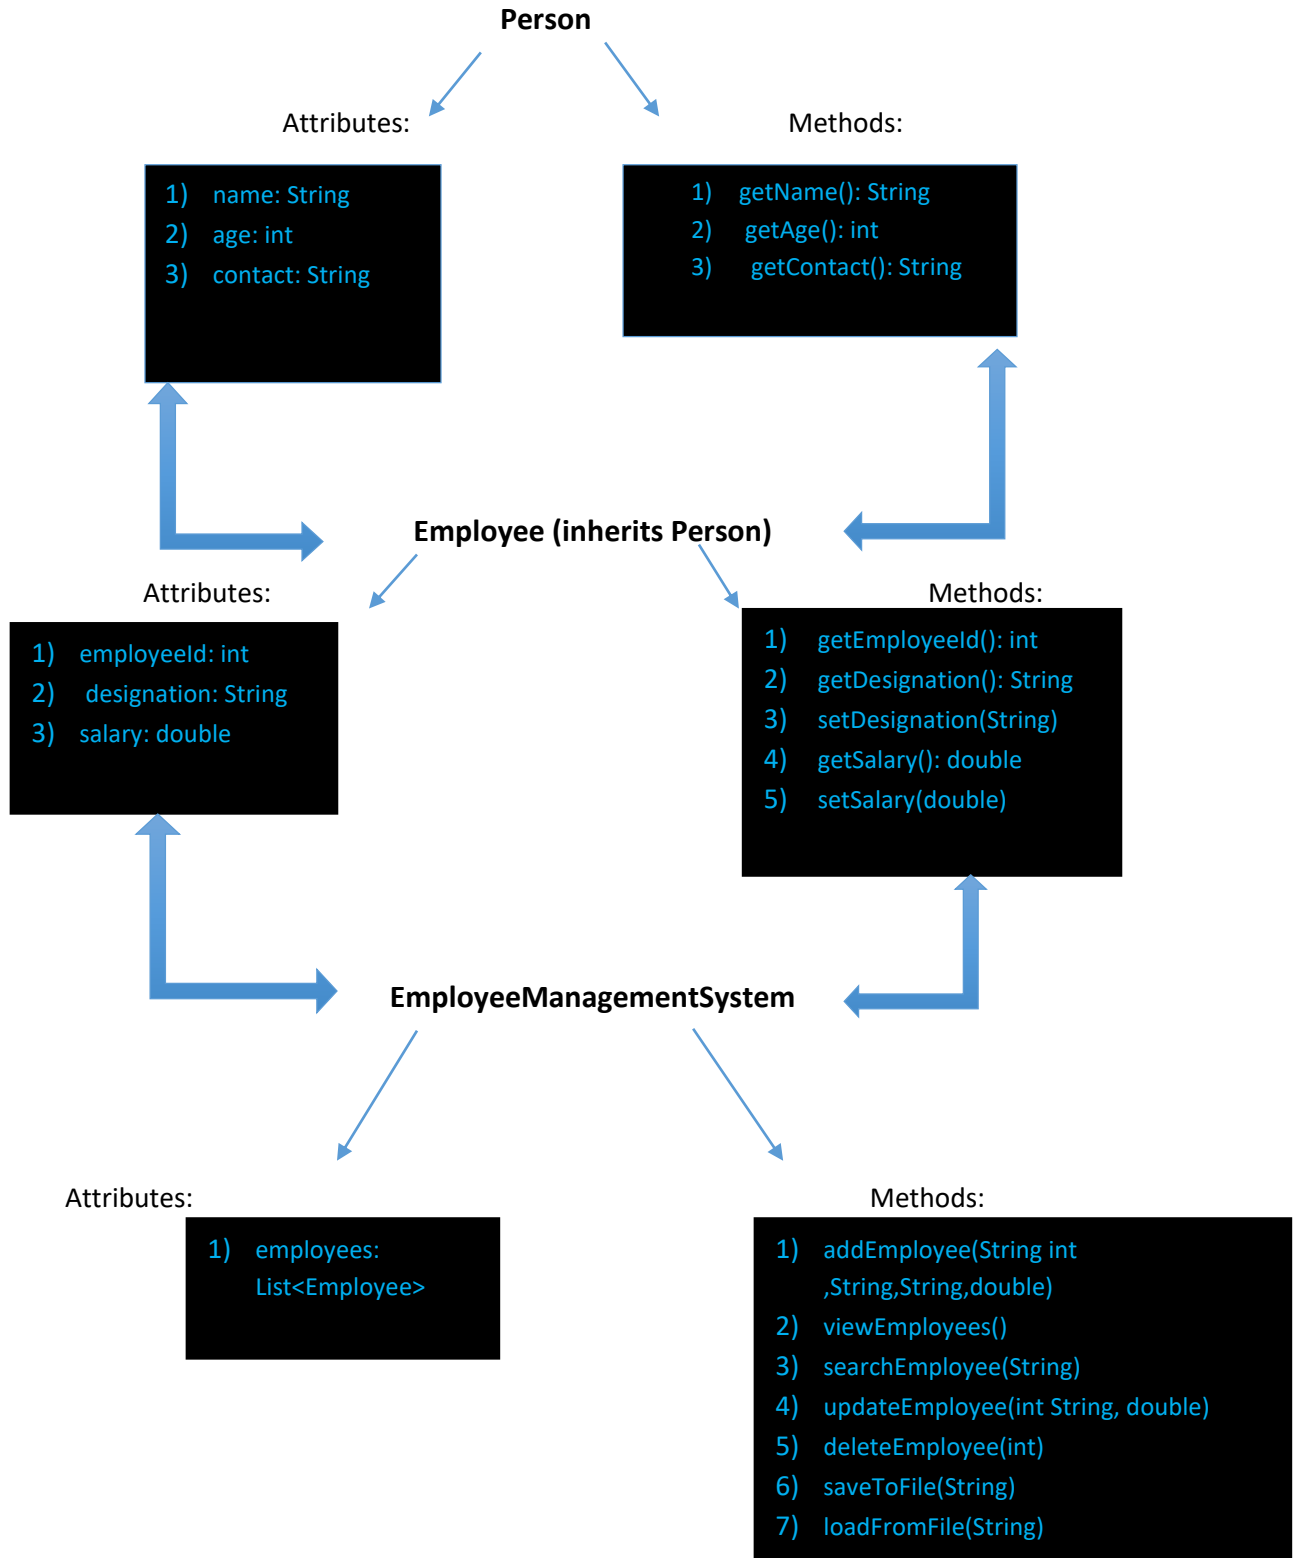 Person
Attributes:
Methods:
1) name: String
2) age: int
3) contact: String
1) getName(): String
2) getAge(): int
3) getContact(): String
Employee (inherits Person)
Attributes:
Methods:
1) employeeId: int
2) designation: String
3) salary: double
1) getEmployeeId(): int
2) getDesignation(): String
3) setDesignation(String)
4) getSalary(): double
5) setSalary(double)
EmployeeManagementSystem
Attributes:
Methods:
1) employees:
List<Employee>
1) addEmployee(String int
,String,String,double)
2) viewEmployees()
3) searchEmployee(String)
4) updateEmployee(int String, double)
5) deleteEmployee(int)
6) saveToFile(String)
7) loadFromFile(String)